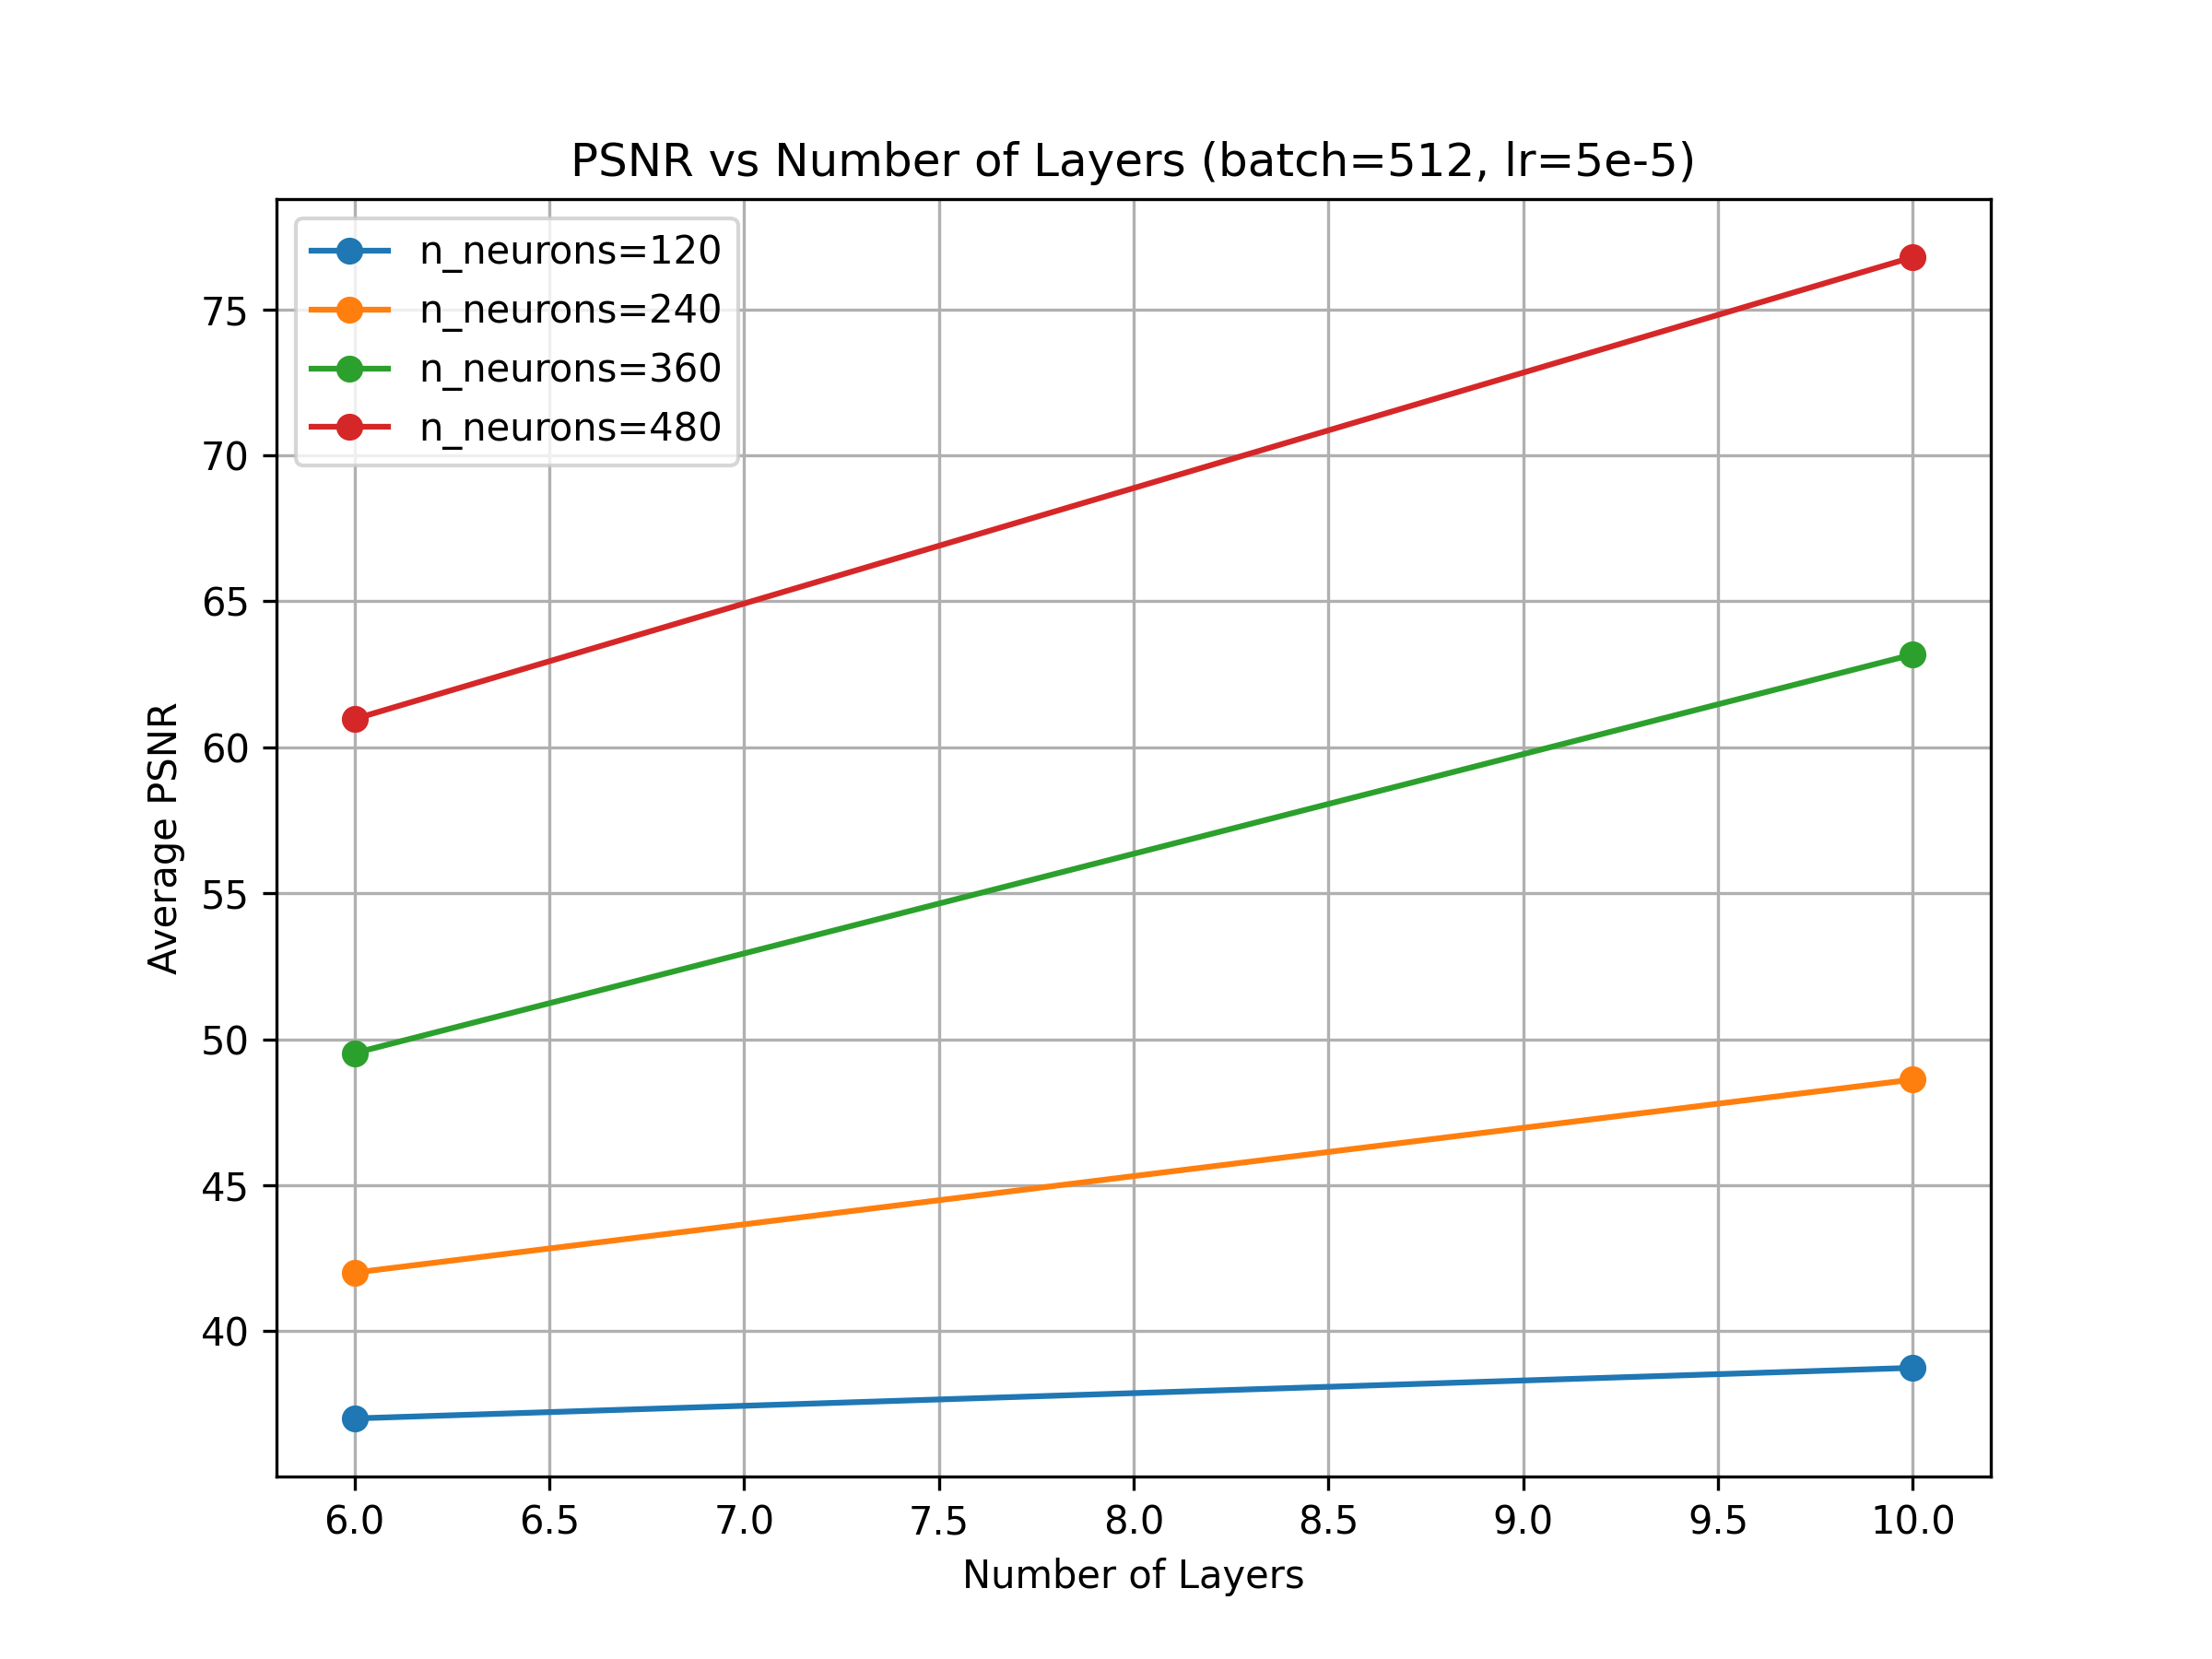 PSNR vs Number of Layers (batch=512, lr=5e-5)
n_neurons=120
n_neurons=240
n_neurons=360
n_neurons=480
Average PSNR
75
70
65
60
55
50
45
40
6.0 6.5 7.0 7.5 8.0 8.5 9.0 9.5 10.0
Number of Layers